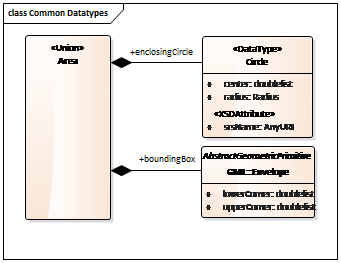 class Common Datatypes
«Union»
Area
+enclosingCircle
«DataType»
Circle
center: doublelist
radius: Radius
«XSDAttribute»
srsName: AnyURI
+boundingBox
AbstractGeometricPrimitive
GML::Envelope
lowerCorner: doublelist
upperCorner: doublelist